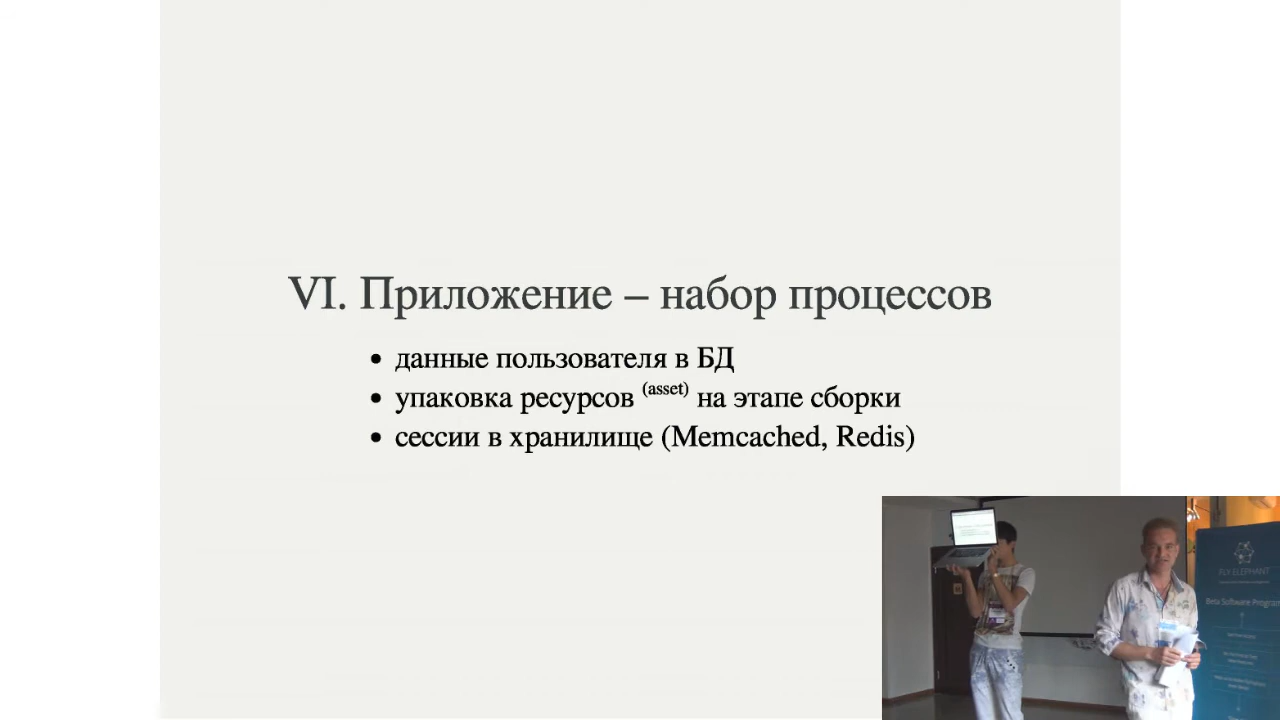 VI. Приложение – набор процессов
• данные пользователя в БД
• упаковка ресурсов (asset) на этапе сборки
• сессии в хранилище (Memcached, Redis)
FLY ELEPHANT
Beta Software Program